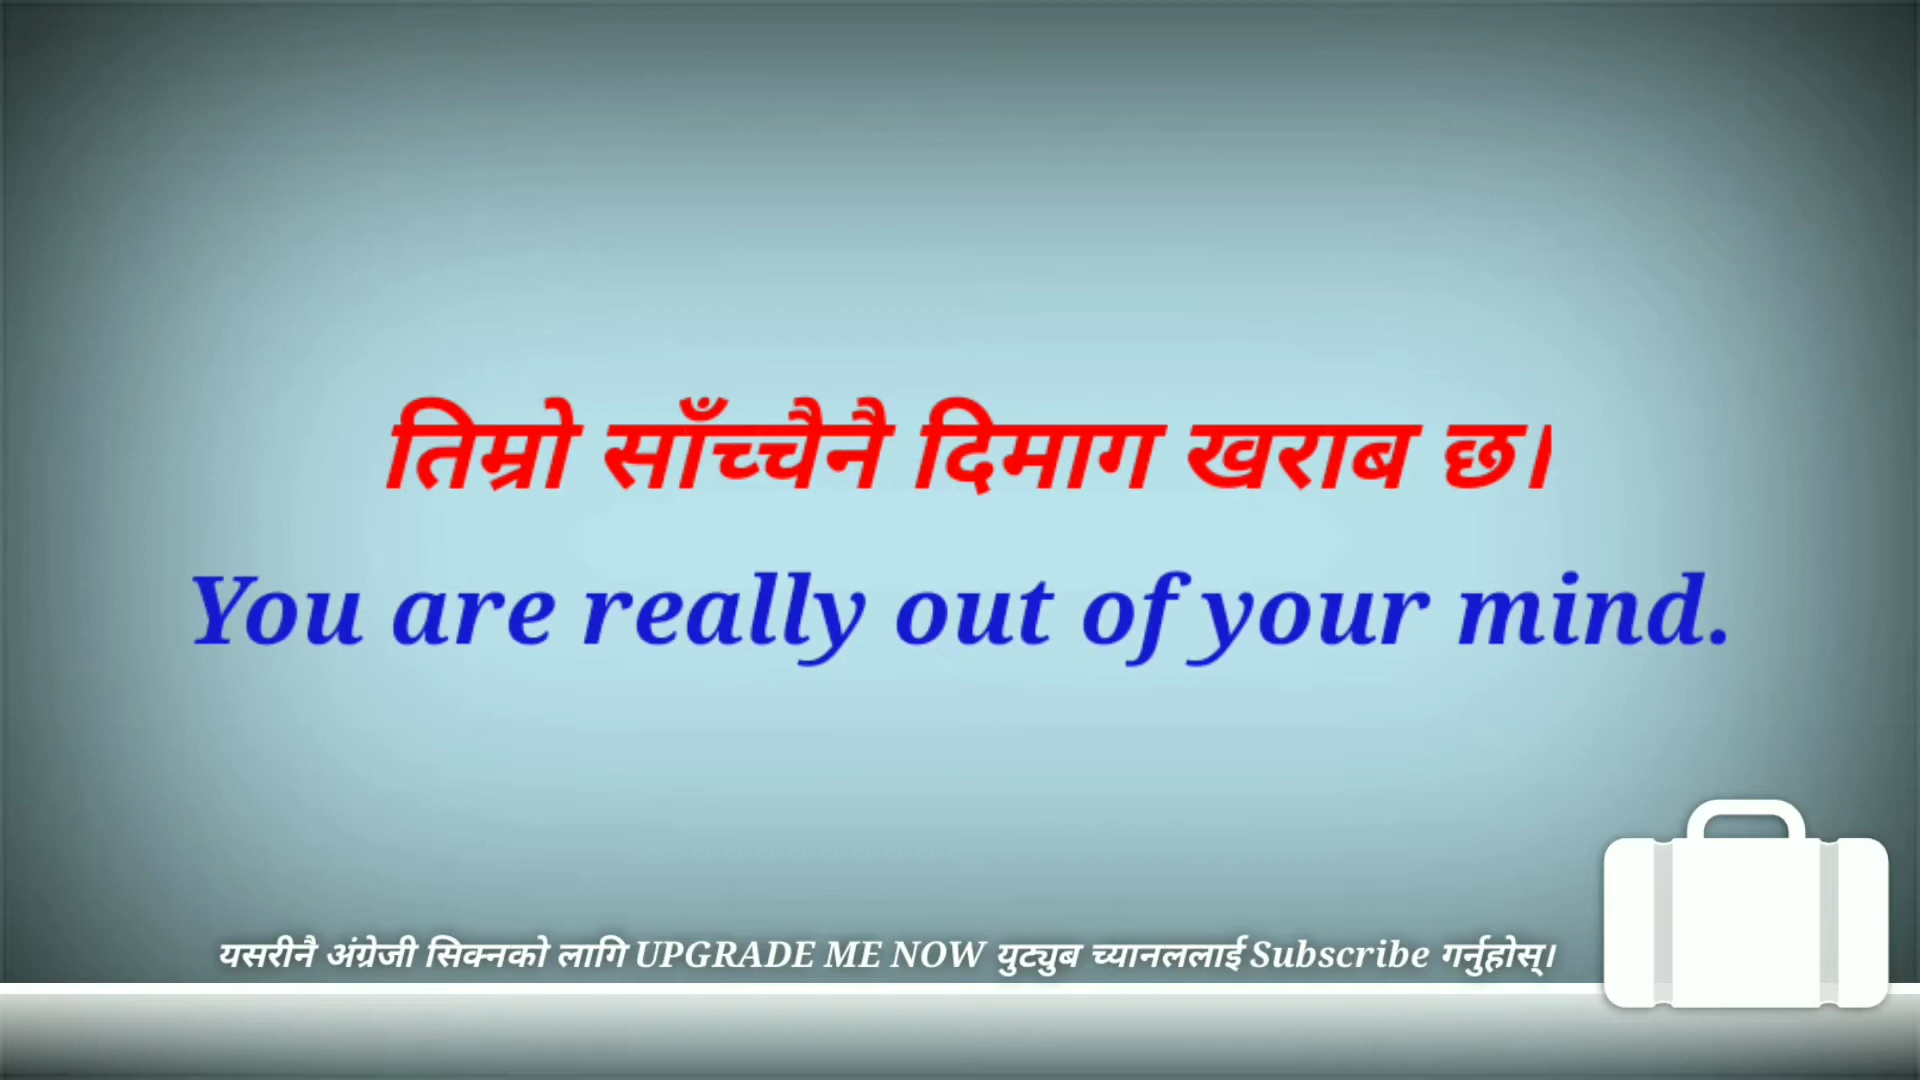 तिम्रो साँच्चैनै दिमाग खराब छ।
You are really out of your mind.
यसरीनै अंग्रेजी सिक्नको लागि UPGRADE ME NOW युट्युब च्यानललाई Subscribe गर्नुहोस्।